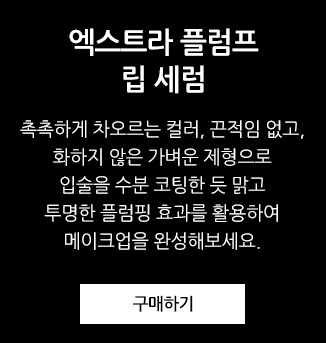 엑스트라 플럼프
립 세럼
촉촉하게 차오르는 컬러, 끈적임 없고,
화하지 않은 가벼운 제형으로
입술을 수분 코팅한 듯 맑고
투명한 플럼핑 효과를 활용하여
메이크업을 완성해보세요.
구매하기